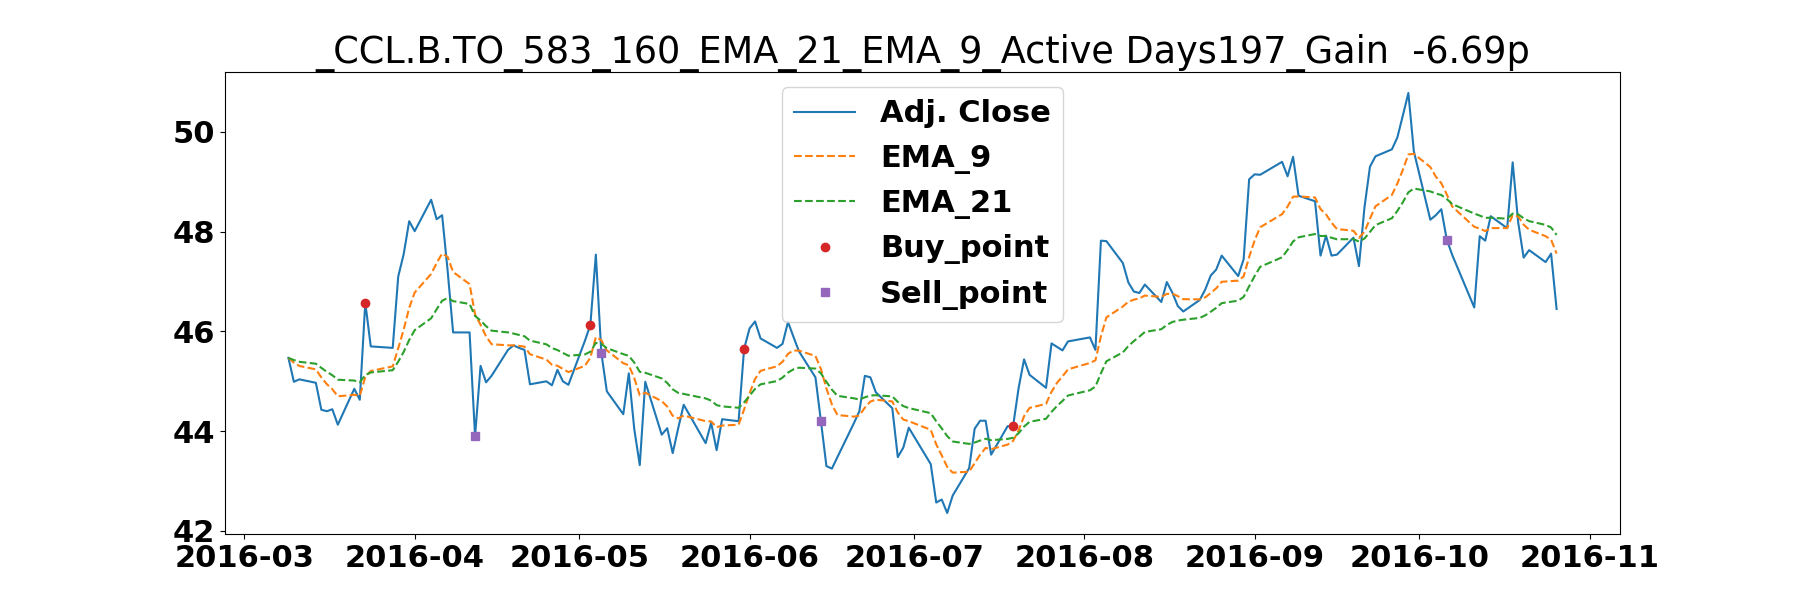 _CCL.B.TO_583_160_EMA_21_EMA_9_Active Days197_Gain  -6.69p
Adj. Close
EMA_9
EMA_21
Buy_point
Sell_point
50
48
46
44
42
2016-03 2016-04 2016-05 2016-06 2016-07 2016-08 2016-09 2016-10 2016-11